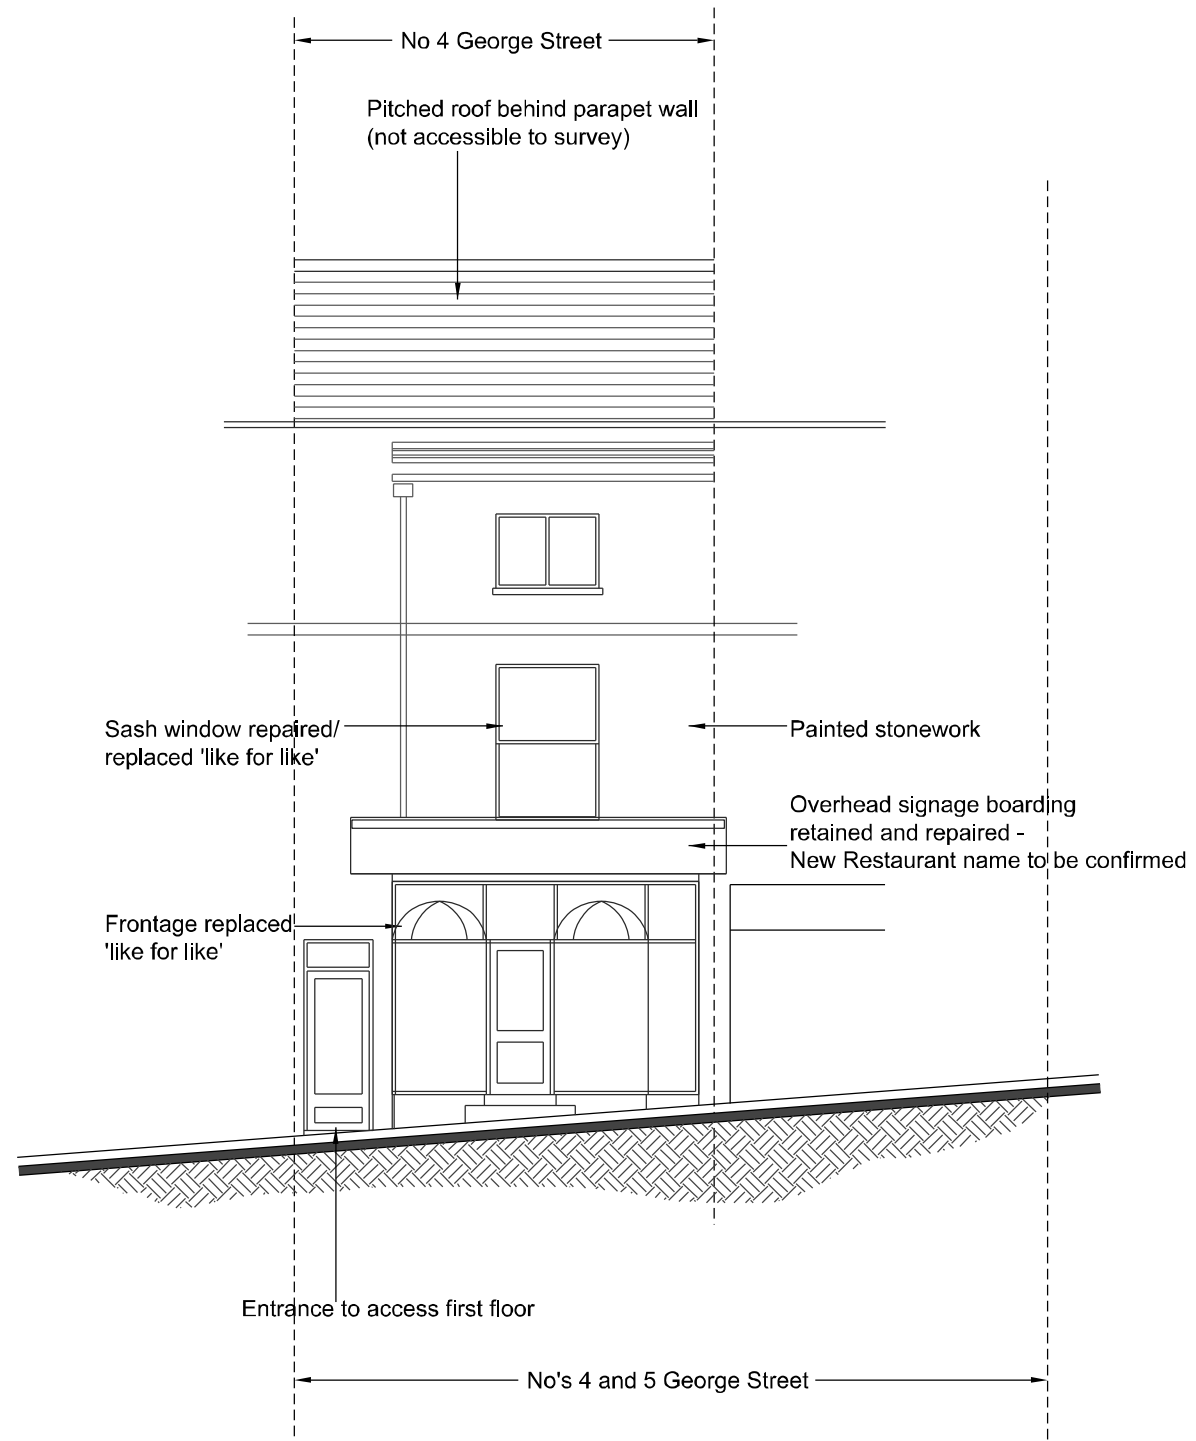 No 4 George Street
Pitched roof behind parapet wall
(not accessible to survey)
Sash window repaired/
replaced 'like for like'
Painted stonework
Overhead signage boarding
retained and repaired -
New Restaurant name to be confirmed
Frontage replaced
'like for like'
Entrance to access first floor
No's 4 and 5 George Street